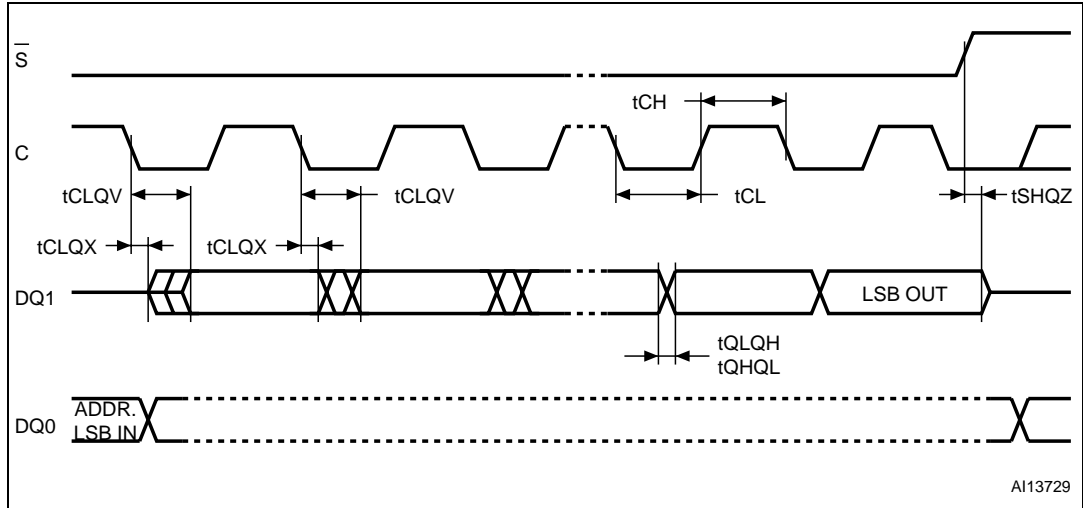 S
tCH
C
tCLQV
tCLQV
tCL
tSHQZ
tCLQX
tCLQX
DQ1
LSB OUT
tQLQH
tQHQL
DQ0
ADDR.
LSB IN
AI13729